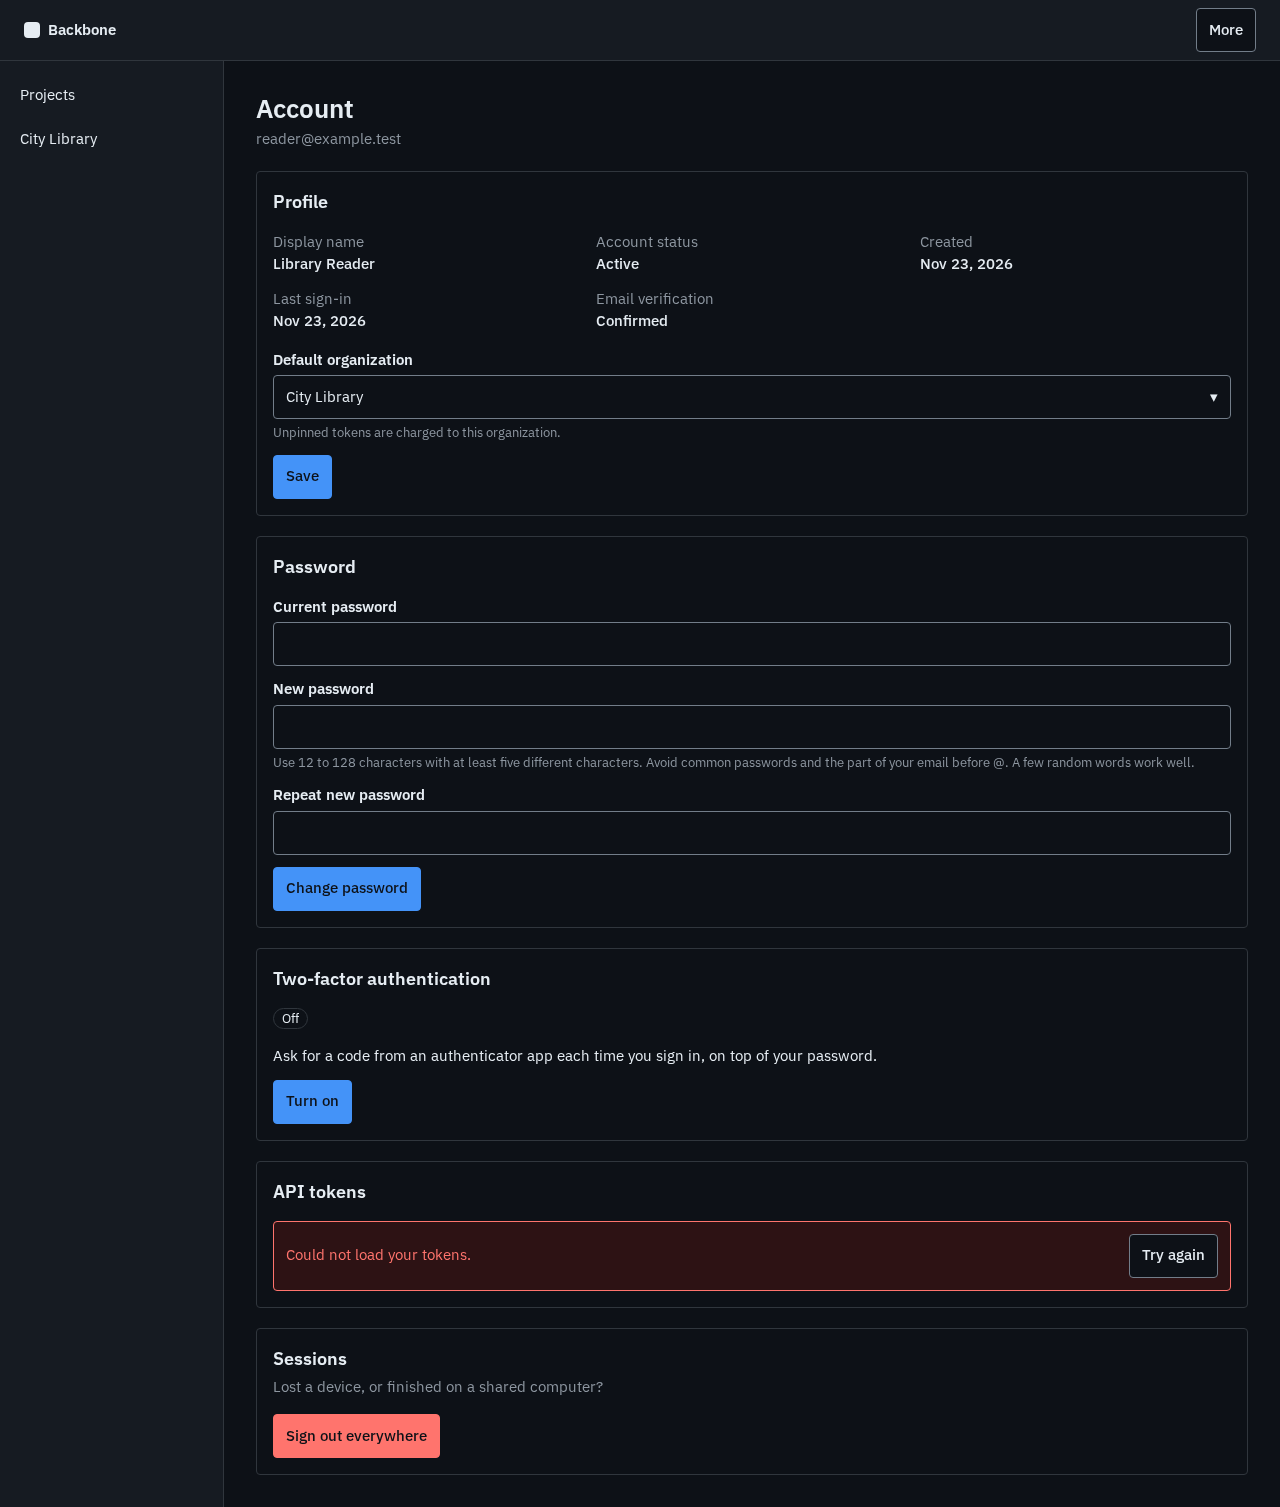 Backbone
More
Projects
City Library
Account
reader@example.test
Profile
Display name
Library Reader
Account status
Active
Created
Nov 23, 2026
Last sign-in
Nov 23, 2026
Email verification
Confirmed
Default organization
City Library
Unpinned tokens are charged to this organization.
Save
Password
Current password
New password
Use 12 to 128 characters with at least five different characters. Avoid common passwords and the part of your email before @. A few random words work well.
Repeat new password
Change password
Two-factor authentication
Off
Ask for a code from an authenticator app each time you sign in, on top of your password.
Turn on
API tokens
Could not load your tokens.
Try again
Sessions
Lost a device, or finished on a shared computer?
Sign out everywhere